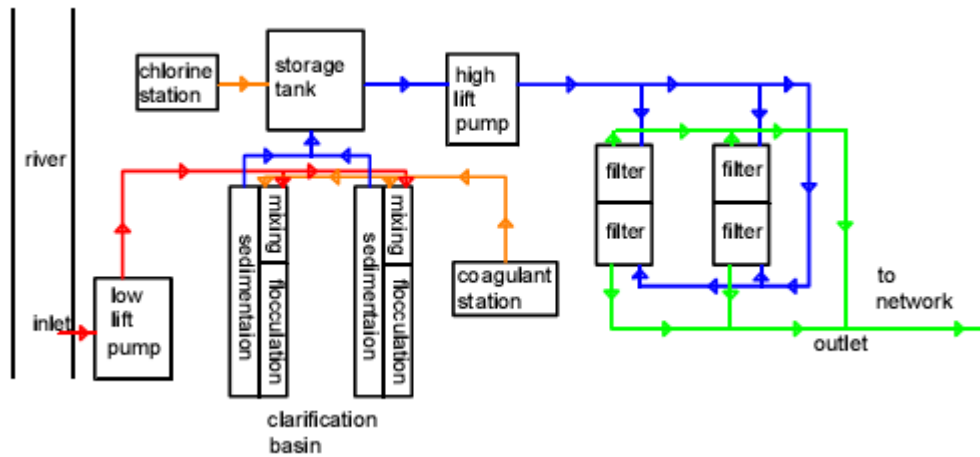 chlorine
station
storage
tank
high
lift
pump
river
filter
filter
filter
filter
mixing
flocculation
sedimentaion
mixing
flocculation
sedimentaion
coagulant
station
inlet
low
lift
pump
to
network
outlet
clarification
basin